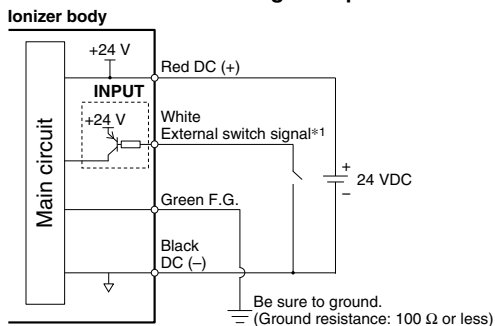 Ionizer body
+24 V
Red DC (+)
INPUT
+24 V
White
External switch signal*1
Main circuit
+
24 VDC
−
Green F.G.
Black
DC (–)
Be sure to ground.
(Ground resistance: 100 Ω or less)